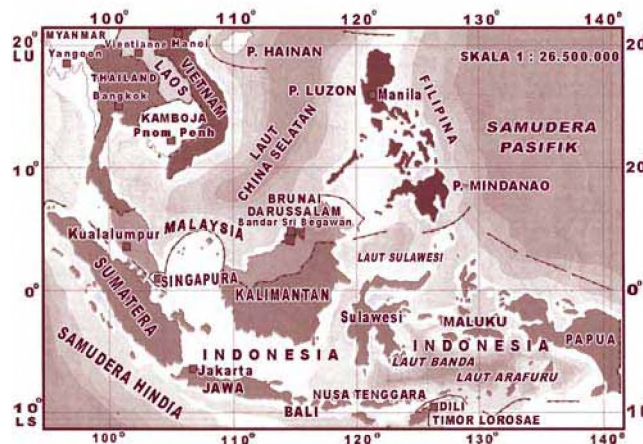 100° 110° 120° 130° 140°
20° LU
MYANMAR
Yangoon
Vientianne
Hanoi
THAILAND
Bangkok
LAOS
VIETNAM
KAMBOJA
Pnom Penh
P. HAINAN
LAUT
CHINA SELATAN
P. LUZON
Manila
FILIPINA
SKALA 1 : 26.500.000
SAMUDERA
PASIFIK
20
10°
20
P. MINDANAO
BRUNAI
DARUSSALAM
Bandar Sri Begawan
MALAYSIA
Kualalumpur
SINGAPURA
LAUT SULAWESI
0°
0°
SUMATERA
KALIMANTAN
Sulawesi
MALUKU
PAPUA
INDONESIA
INDONESIA
LAUT BANDA
LAUT ARAFURU
SAMUDERA HINDIA
Jakarta
JAWA
BALI
NUSA TENGGARA
DILI
TIMOR LOROSAE
10°
LS
10°
100° 110° 120° 130° 140°